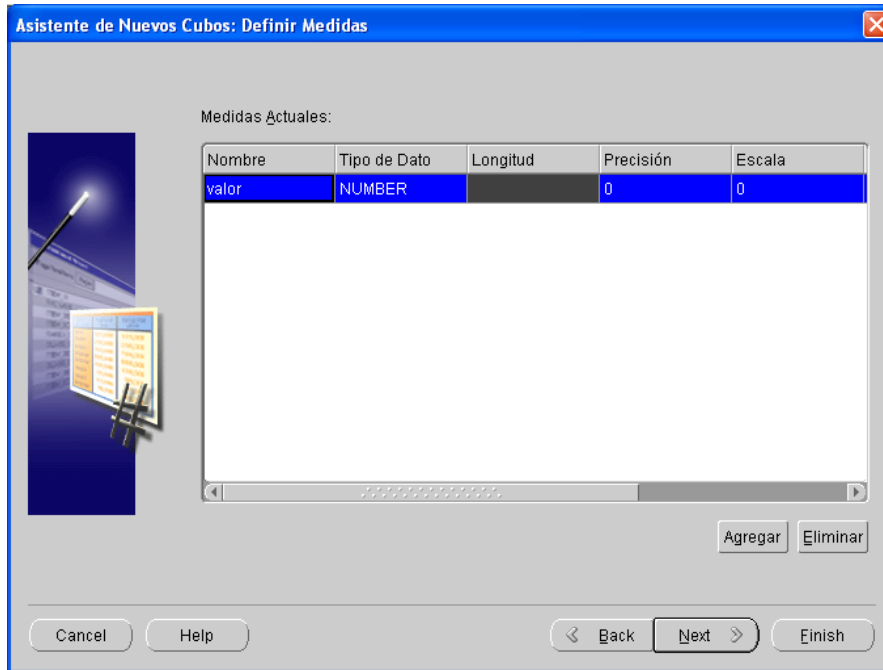 Asistente de Nuevos Cubos: Definir Medidas
Medidas Actuales:
Nombre Tipo de Dato Longitud Precisión Escala
valor NUMBER 0 0
Agregar Eliminar
Cancel Help Back Next Finish